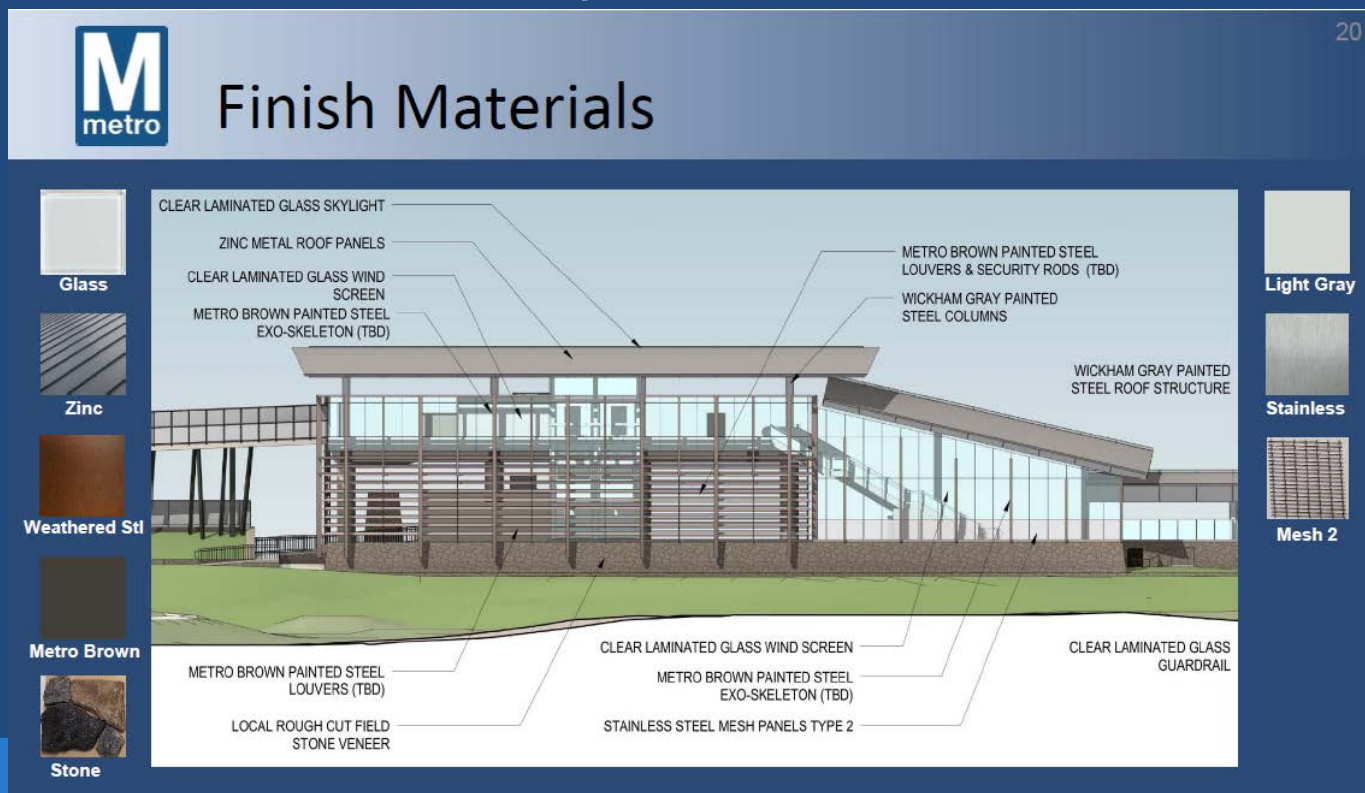 20
M
metro
Finish Materials
Glass
Zinc
Weathered Stl
Metro Brown
Stone
CLEAR LAMINATED GLASS SKYLIGHT
ZINC METAL ROOF PANELS
CLEAR LAMINATED GLASS WIND
SCREEN
METRO BROWN PAINTED STEEL
EXO-SKELETON (TBD)
METRO BROWN PAINTED STEEL
LOUVERS & SECURITY RODS (TBD)
WICKHAM GRAY PAINTED
STEEL COLUMNS
WICKHAM GRAY PAINTED
STEEL ROOF STRUCTURE
METRO BROWN PAINTED STEEL
LOUVERS (TBD)
LOCAL ROUGH CUT FIELD
STONE VENEER
CLEAR LAMINATED GLASS WIND SCREEN
METRO BROWN PAINTED STEEL
EXO-SKELETON (TBD)
STAINLESS STEEL MESH PANELS TYPE 2
CLEAR LAMINATED GLASS
GUARDRAIL
Light Gray
Stainless
Mesh 2